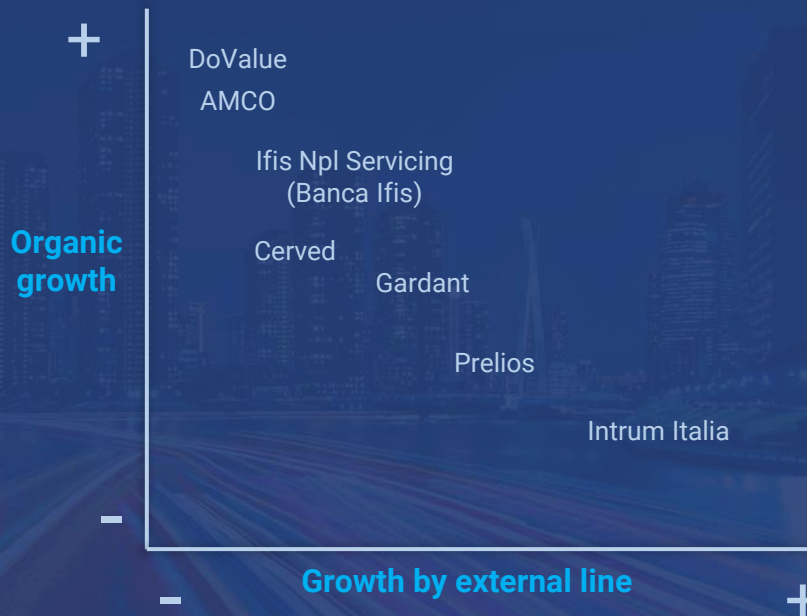 +
DoValue
AMCO
Ifis Npl Servicing
(Banca Ifis)
Organic
growth
Cerved
Gardant
Prelios
Intrum Italia
-
Growth by external line
-
+